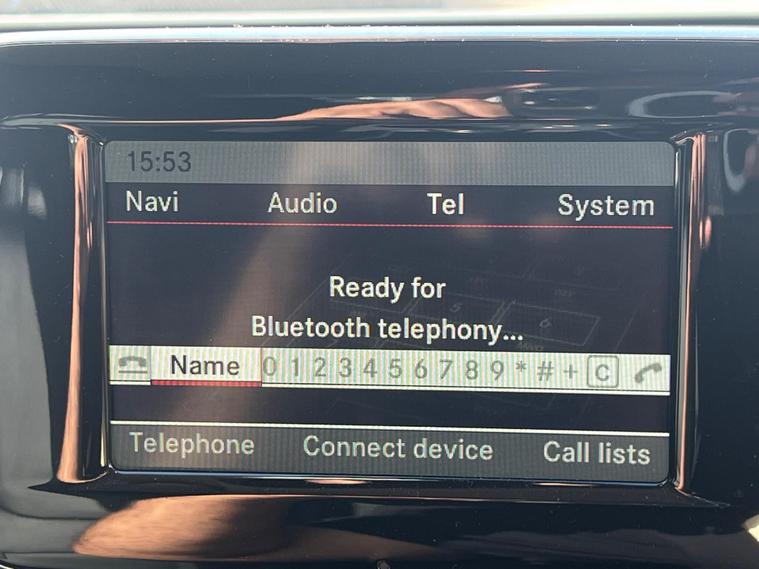 15:53
Navi Audio Tel System
Ready for
Bluetooth telephony...
Name 0 1 2 3 4 5 6 7 8 9 * # + C
Telephone Connect device Call lists